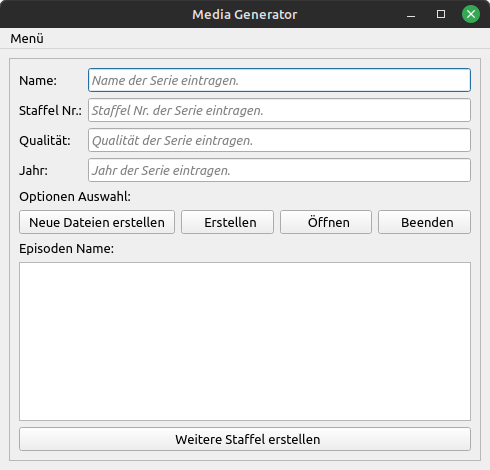 Media Generator
Menü
Name: Name der Serie eintragen.
Staffel Nr.: Staffel Nr. der Serie eintragen.
Qualität: Qualität der Serie eintragen.
Jahr: Jahr der Serie eintragen.
Optionen Auswahl:
Neue Dateien erstellen Erstellen Öffnen Beenden
Episoden Name:
Weitere Staffel erstellen